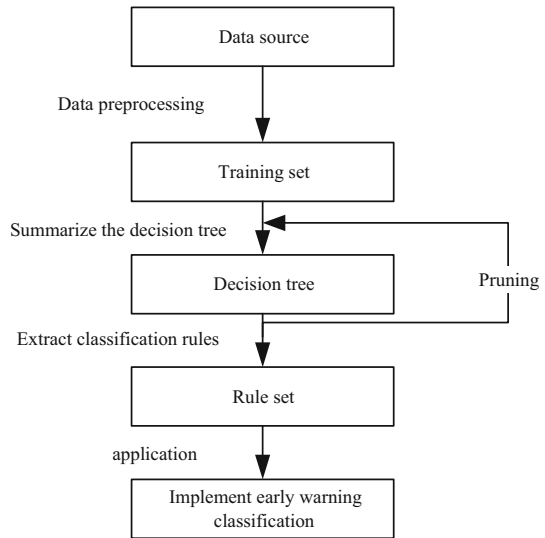 Data source
Data preprocessing
Training set
Summarize the decision tree
Decision tree
Pruning
Extract classification rules
Rule set
application
Implement early warning
classification